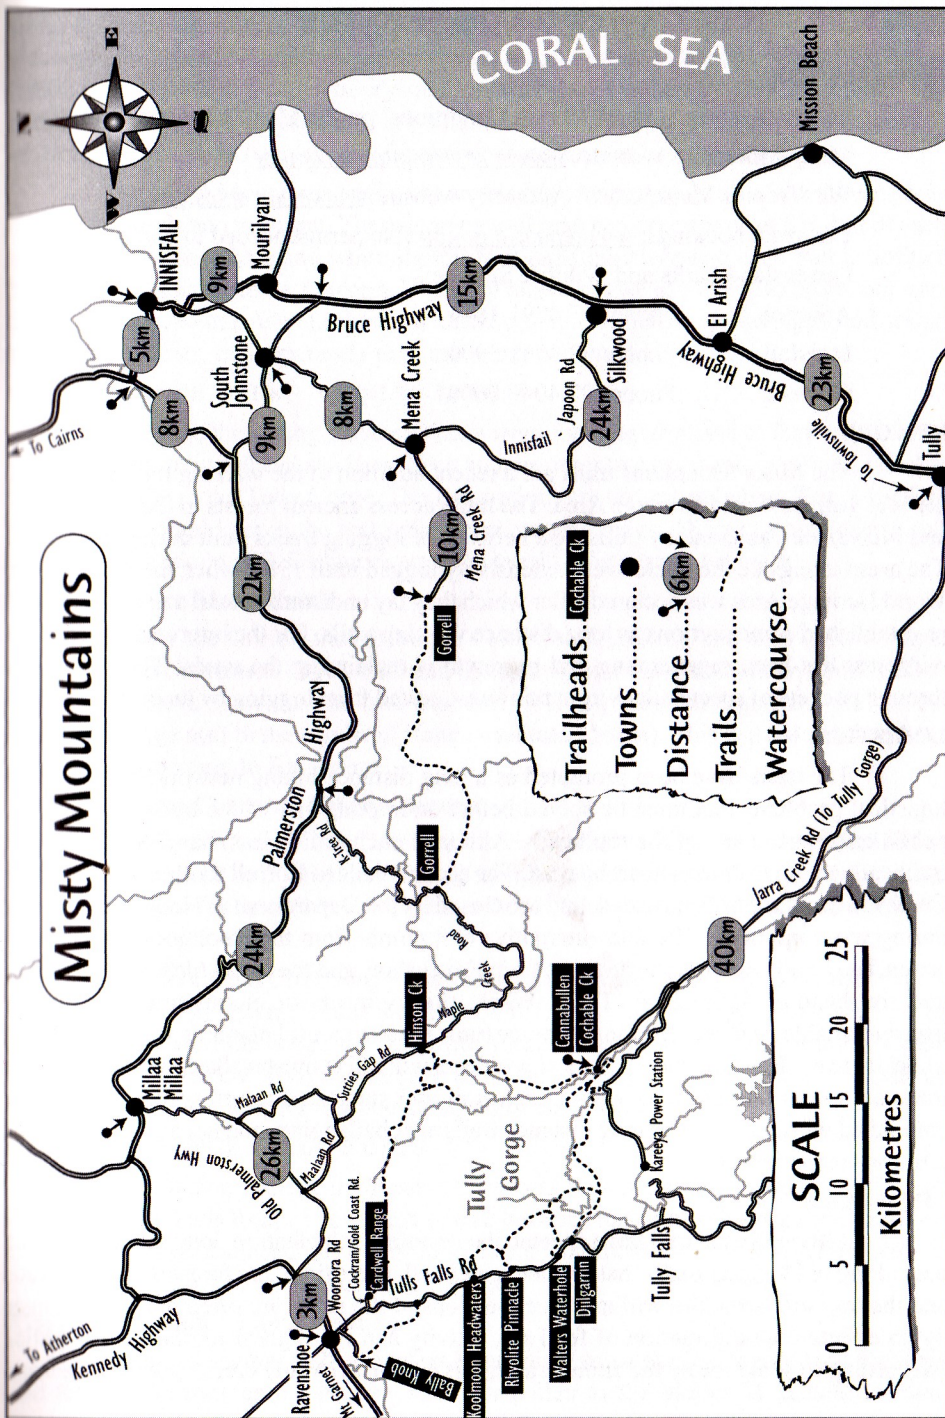 Misty Mountains
CORAL SEA
W
E
To Cairns
INNISFAIL
5km
8km
9km
Mourilyan
South
Johnstone
9km
Bruce Highway
8km
Mena Creek
15km
Innisfail
Japoon Rd
24km
Silkwood
El Arish
Mission Beach
Bruce Highway
23km
To Townsville
Tully
10km
Mena Creek Rd
Gorrell
22km
Palmerston
Highway
K-Tree Rd
Gorrell
Road
Creek
Maple
24km
Millaa
Millaa
Hinson Ck
Sutties Gap Rd
Malaan Rd
Maalan Rd
26km
Old Palmerston Hwy
Cannabullen
Cochable Ck
40km
Jarra Creek Rd (To Tully Gorge)
Kareeya Power Station
Tully
Gorge
Tully Falls
To Atherton
Kennedy Highway
3km
Wooroora Rd
Cockram/Gold Coast Rd.
Cardwell Range
Tulls Falls Rd
Ravenshoe
Mt Garnet
Bally Knob
Koolmoon Headwaters
Rhyolite Pinnacle
Walters Waterhole
Djilgarrin
Trailheads
Cochable Ck
Towns
Distance
6km
Trails
Watercourse
SCALE
0 5 10 15 20 25
Kilometres